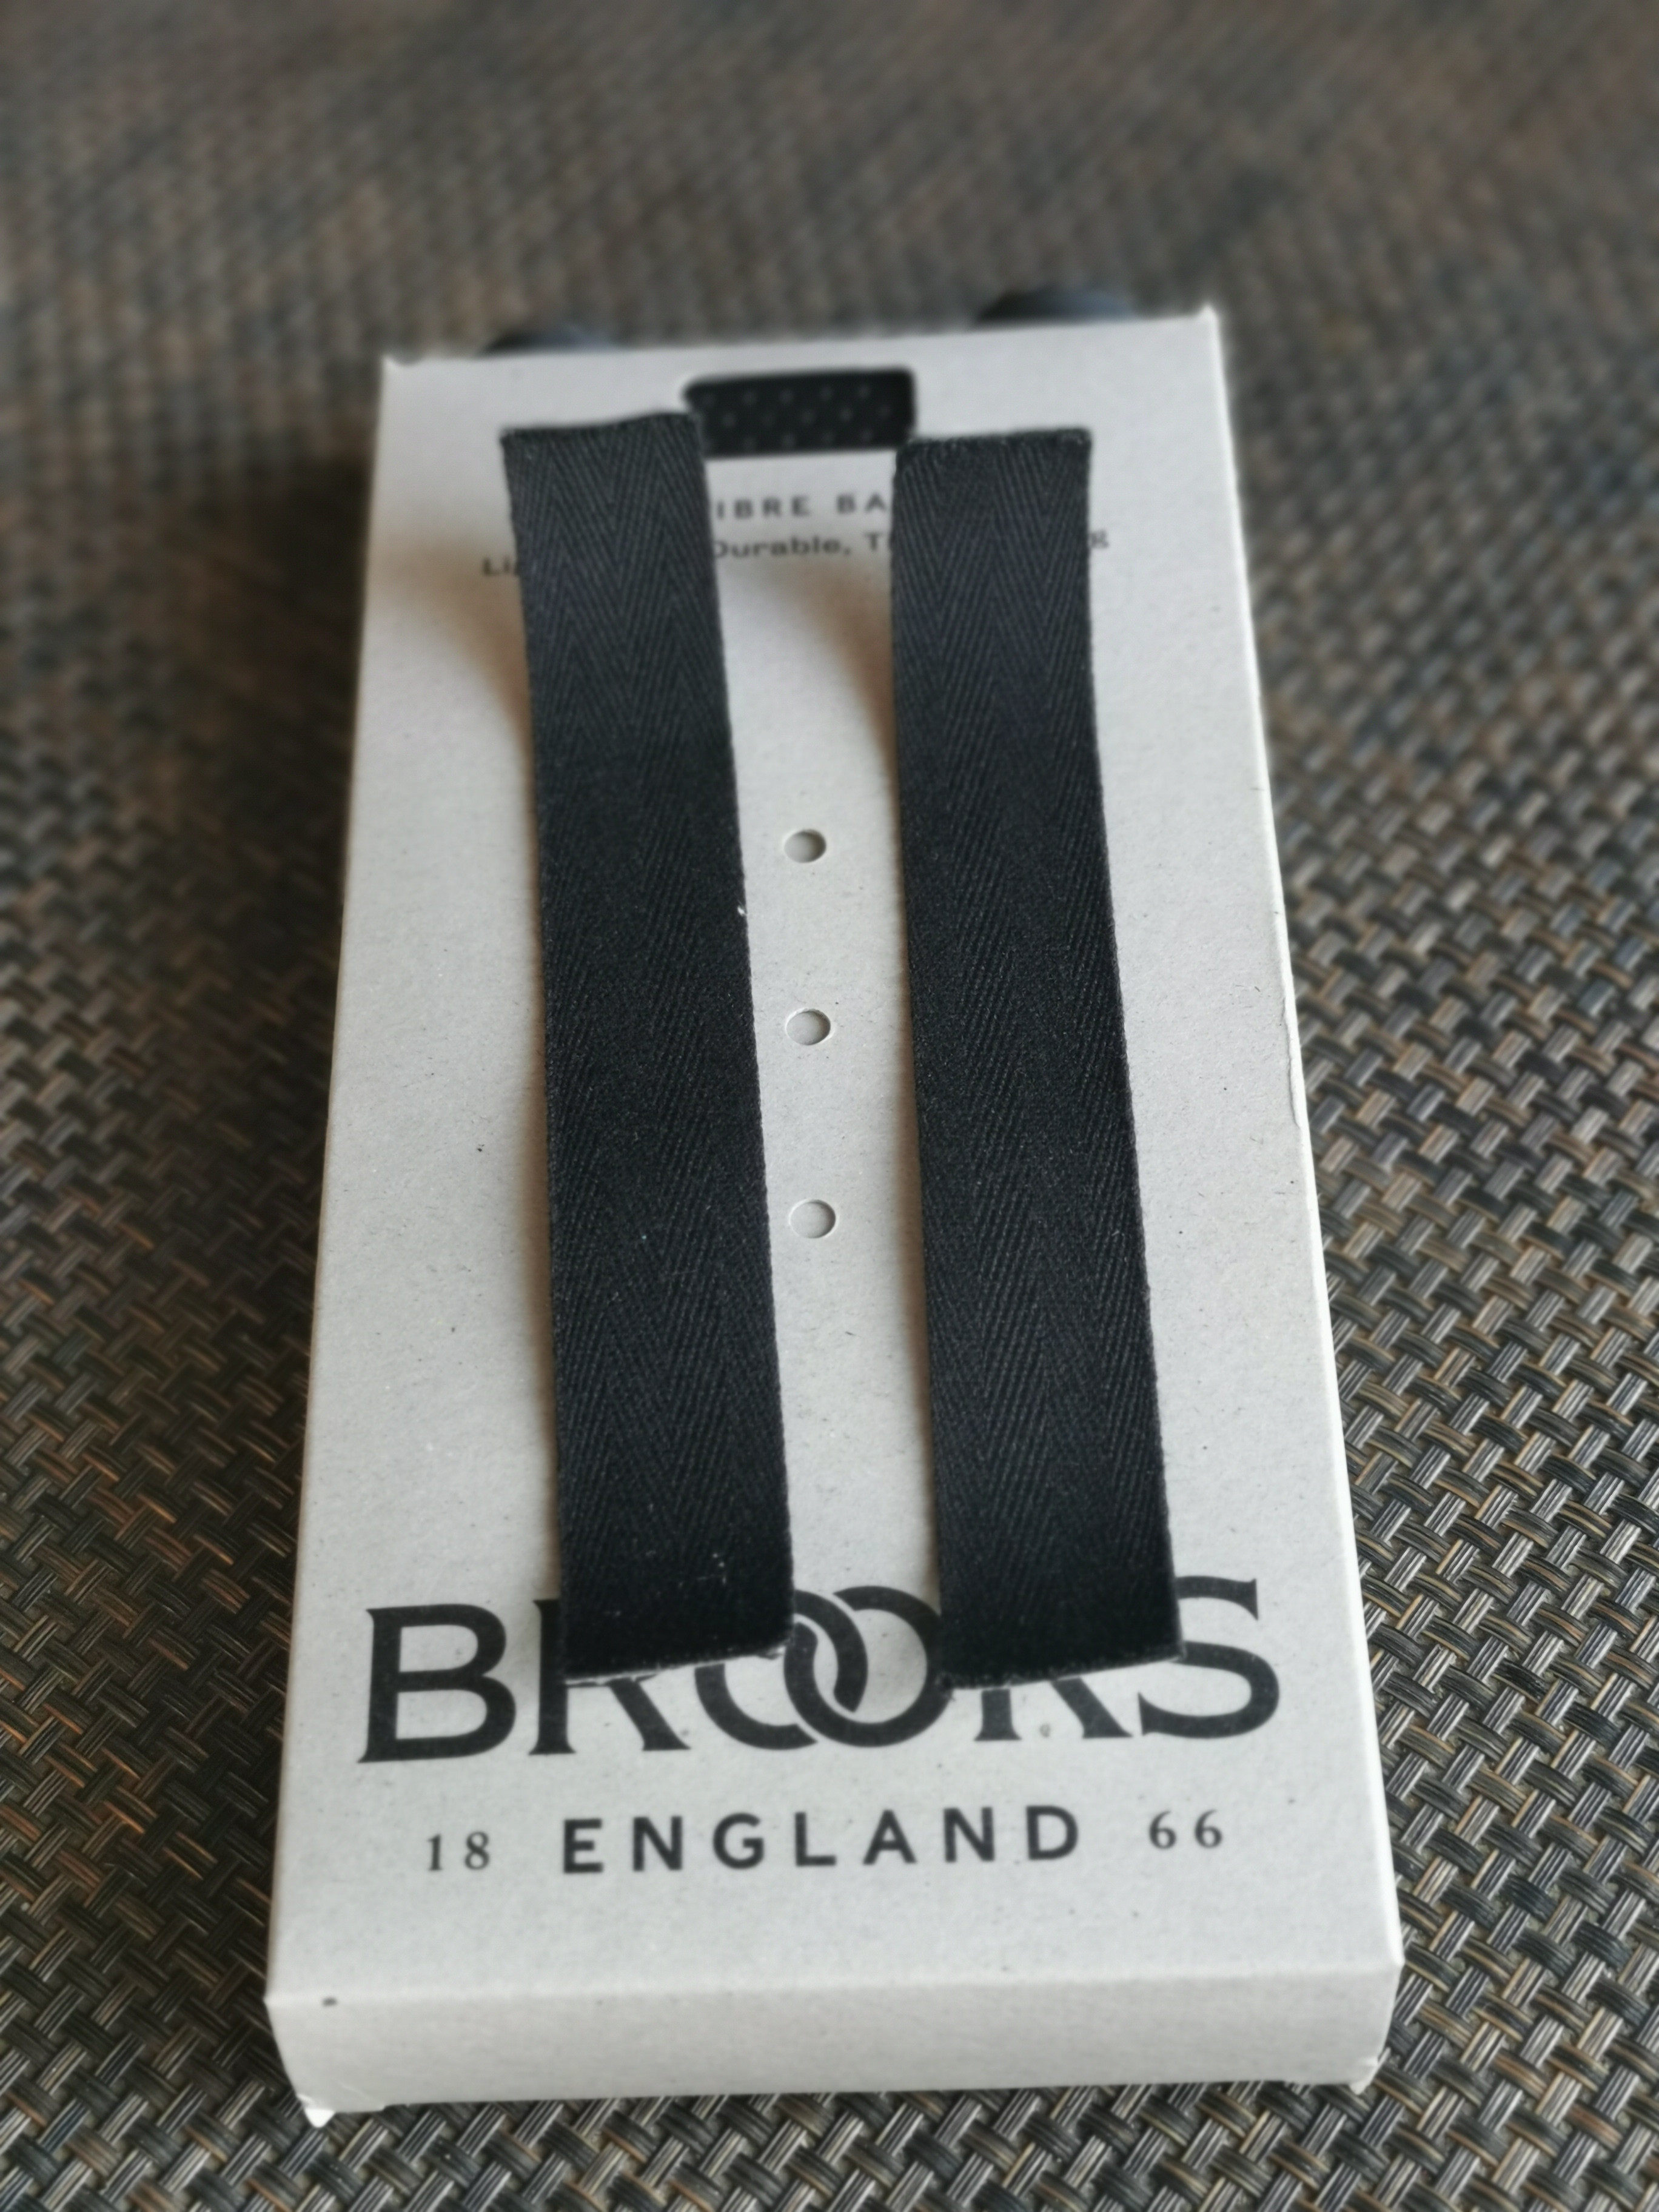 IBRE BA
Durable,
BROOKS
18 ENGLAND 66